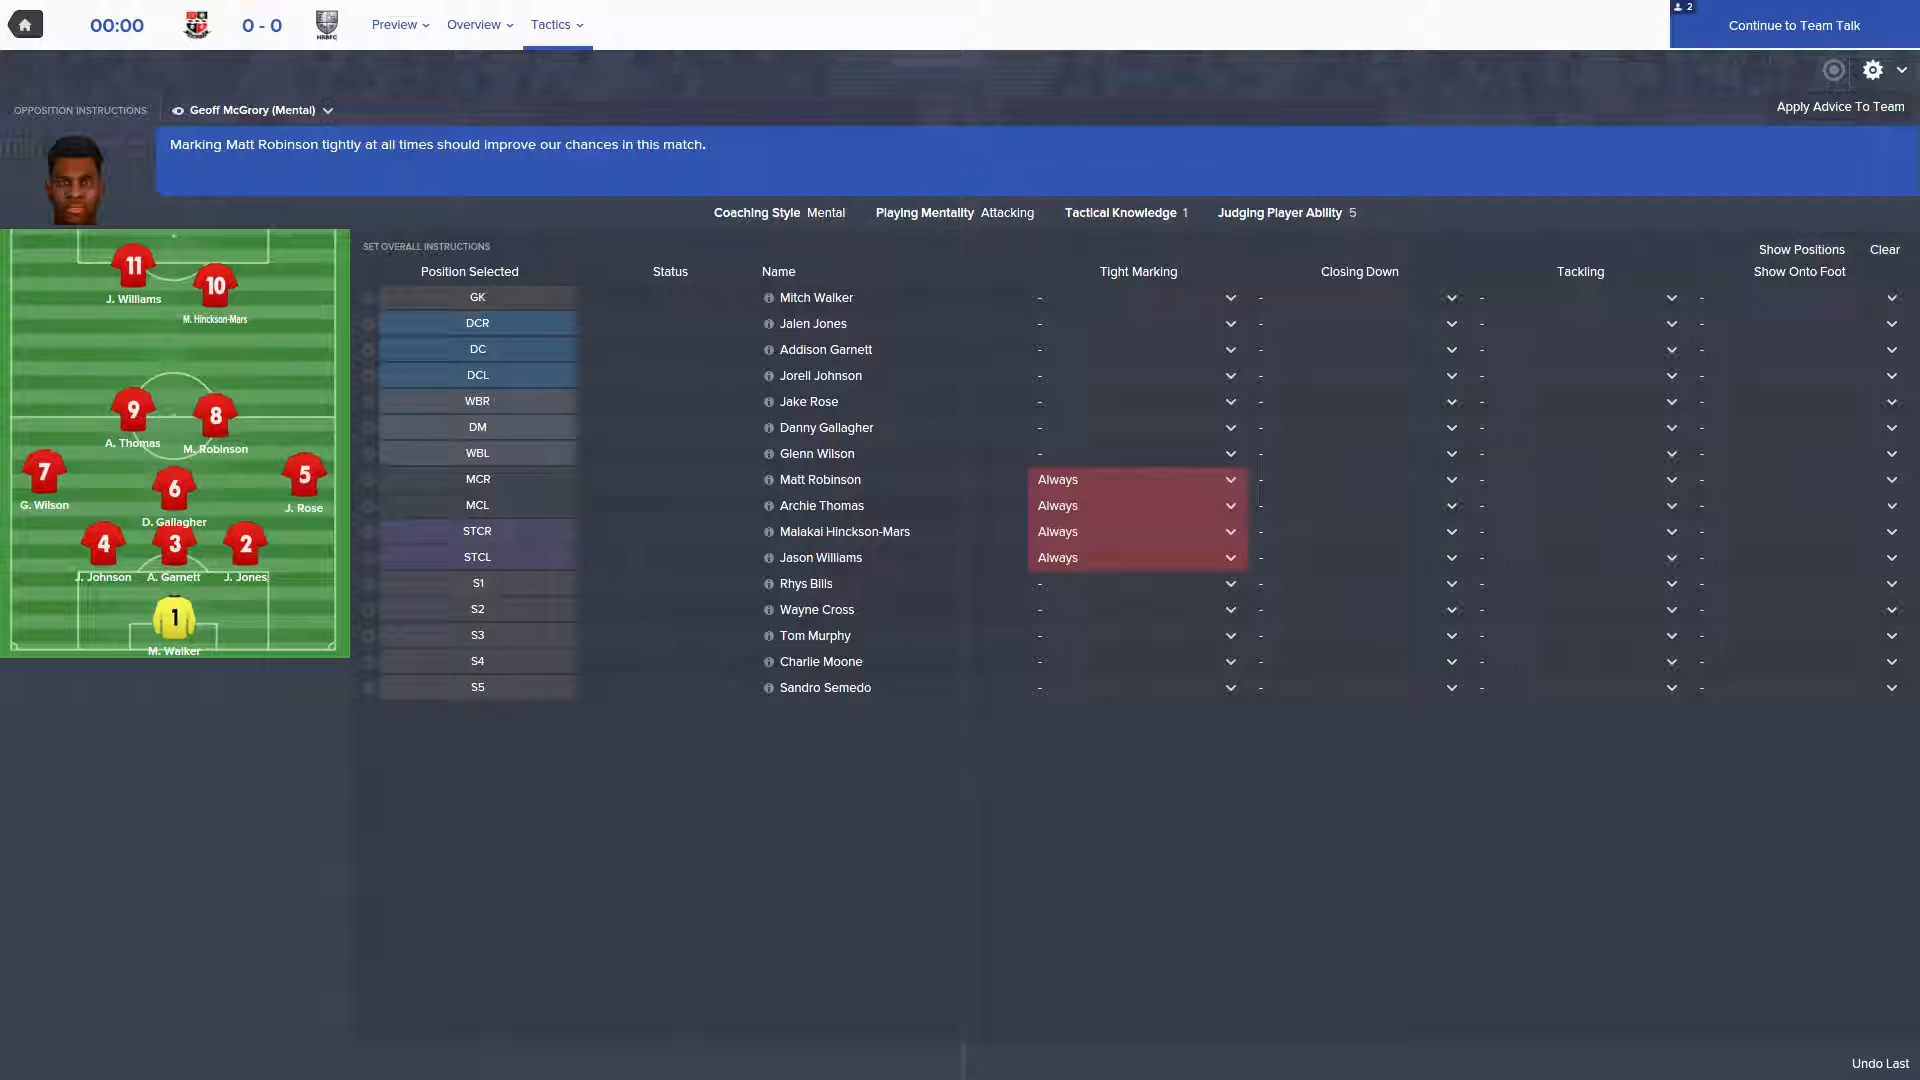 00:00
0 - 0
HRBFC
Preview
Overview
Tactics
2
Continue to Team Talk
OPPOSITION INSTRUCTIONS
Geoff McGrory (Mental)
Apply Advice To Team
Marking Matt Robinson tightly at all times should improve our chances in this match.
Coaching Style Mental
Playing Mentality Attacking
Tactical Knowledge 1
Judging Player Ability 5
11
J. Williams
10
M. Hinckson-Mars
9
A. Thomas
8
M. Robinson
7
G. Wilson
6
D. Gallagher
5
J. Rose
4
J. Johnson
3
A. Garnett
2
J. Jones
1
M. Walker
SET OVERALL INSTRUCTIONS
Show Positions Clear
Position Selected Status Name Tight Marking Closing Down Tackling Show Onto Foot
GK Mitch Walker - - - -
DCR Jalen Jones - - - -
DC Addison Garnett - - - -
DCL Jorell Johnson - - - -
WBR Jake Rose - - - -
DM Danny Gallagher - - - -
WBL Glenn Wilson - - - -
MCR Matt Robinson Always - - -
MCL Archie Thomas Always - - -
STCR Malakai Hinckson-Mars Always - - -
STCL Jason Williams Always - - -
S1 Rhys Bills - - - -
S2 Wayne Cross - - - -
S3 Tom Murphy - - - -
S4 Charlie Moone - - - -
S5 Sandro Semedo - - - -
Undo Last